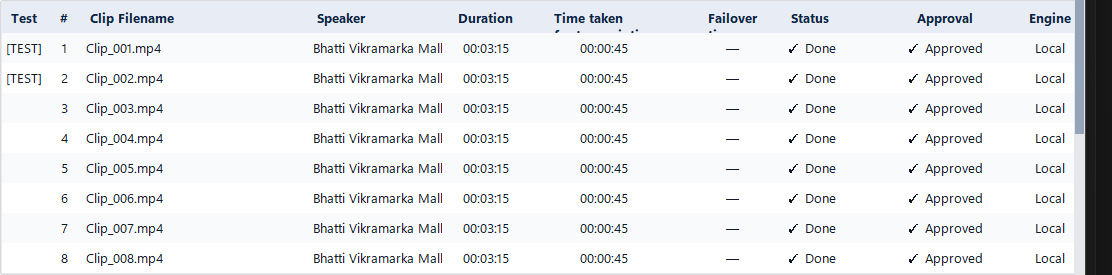 Test # Clip Filename Speaker Duration Time taken Failover Status Approval Engine
[TEST] 1 Clip_001.mp4 Bhatti Vikramarka Mall 00:03:15 00:00:45 — ✓ Done ✓ Approved Local
[TEST] 2 Clip_002.mp4 Bhatti Vikramarka Mall 00:03:15 00:00:45 — ✓ Done ✓ Approved Local
3 Clip_003.mp4 Bhatti Vikramarka Mall 00:03:15 00:00:45 — ✓ Done ✓ Approved Local
4 Clip_004.mp4 Bhatti Vikramarka Mall 00:03:15 00:00:45 — ✓ Done ✓ Approved Local
5 Clip_005.mp4 Bhatti Vikramarka Mall 00:03:15 00:00:45 — ✓ Done ✓ Approved Local
6 Clip_006.mp4 Bhatti Vikramarka Mall 00:03:15 00:00:45 — ✓ Done ✓ Approved Local
7 Clip_007.mp4 Bhatti Vikramarka Mall 00:03:15 00:00:45 — ✓ Done ✓ Approved Local
8 Clip_008.mp4 Bhatti Vikramarka Mall 00:03:15 00:00:45 — ✓ Done ✓ Approved Local